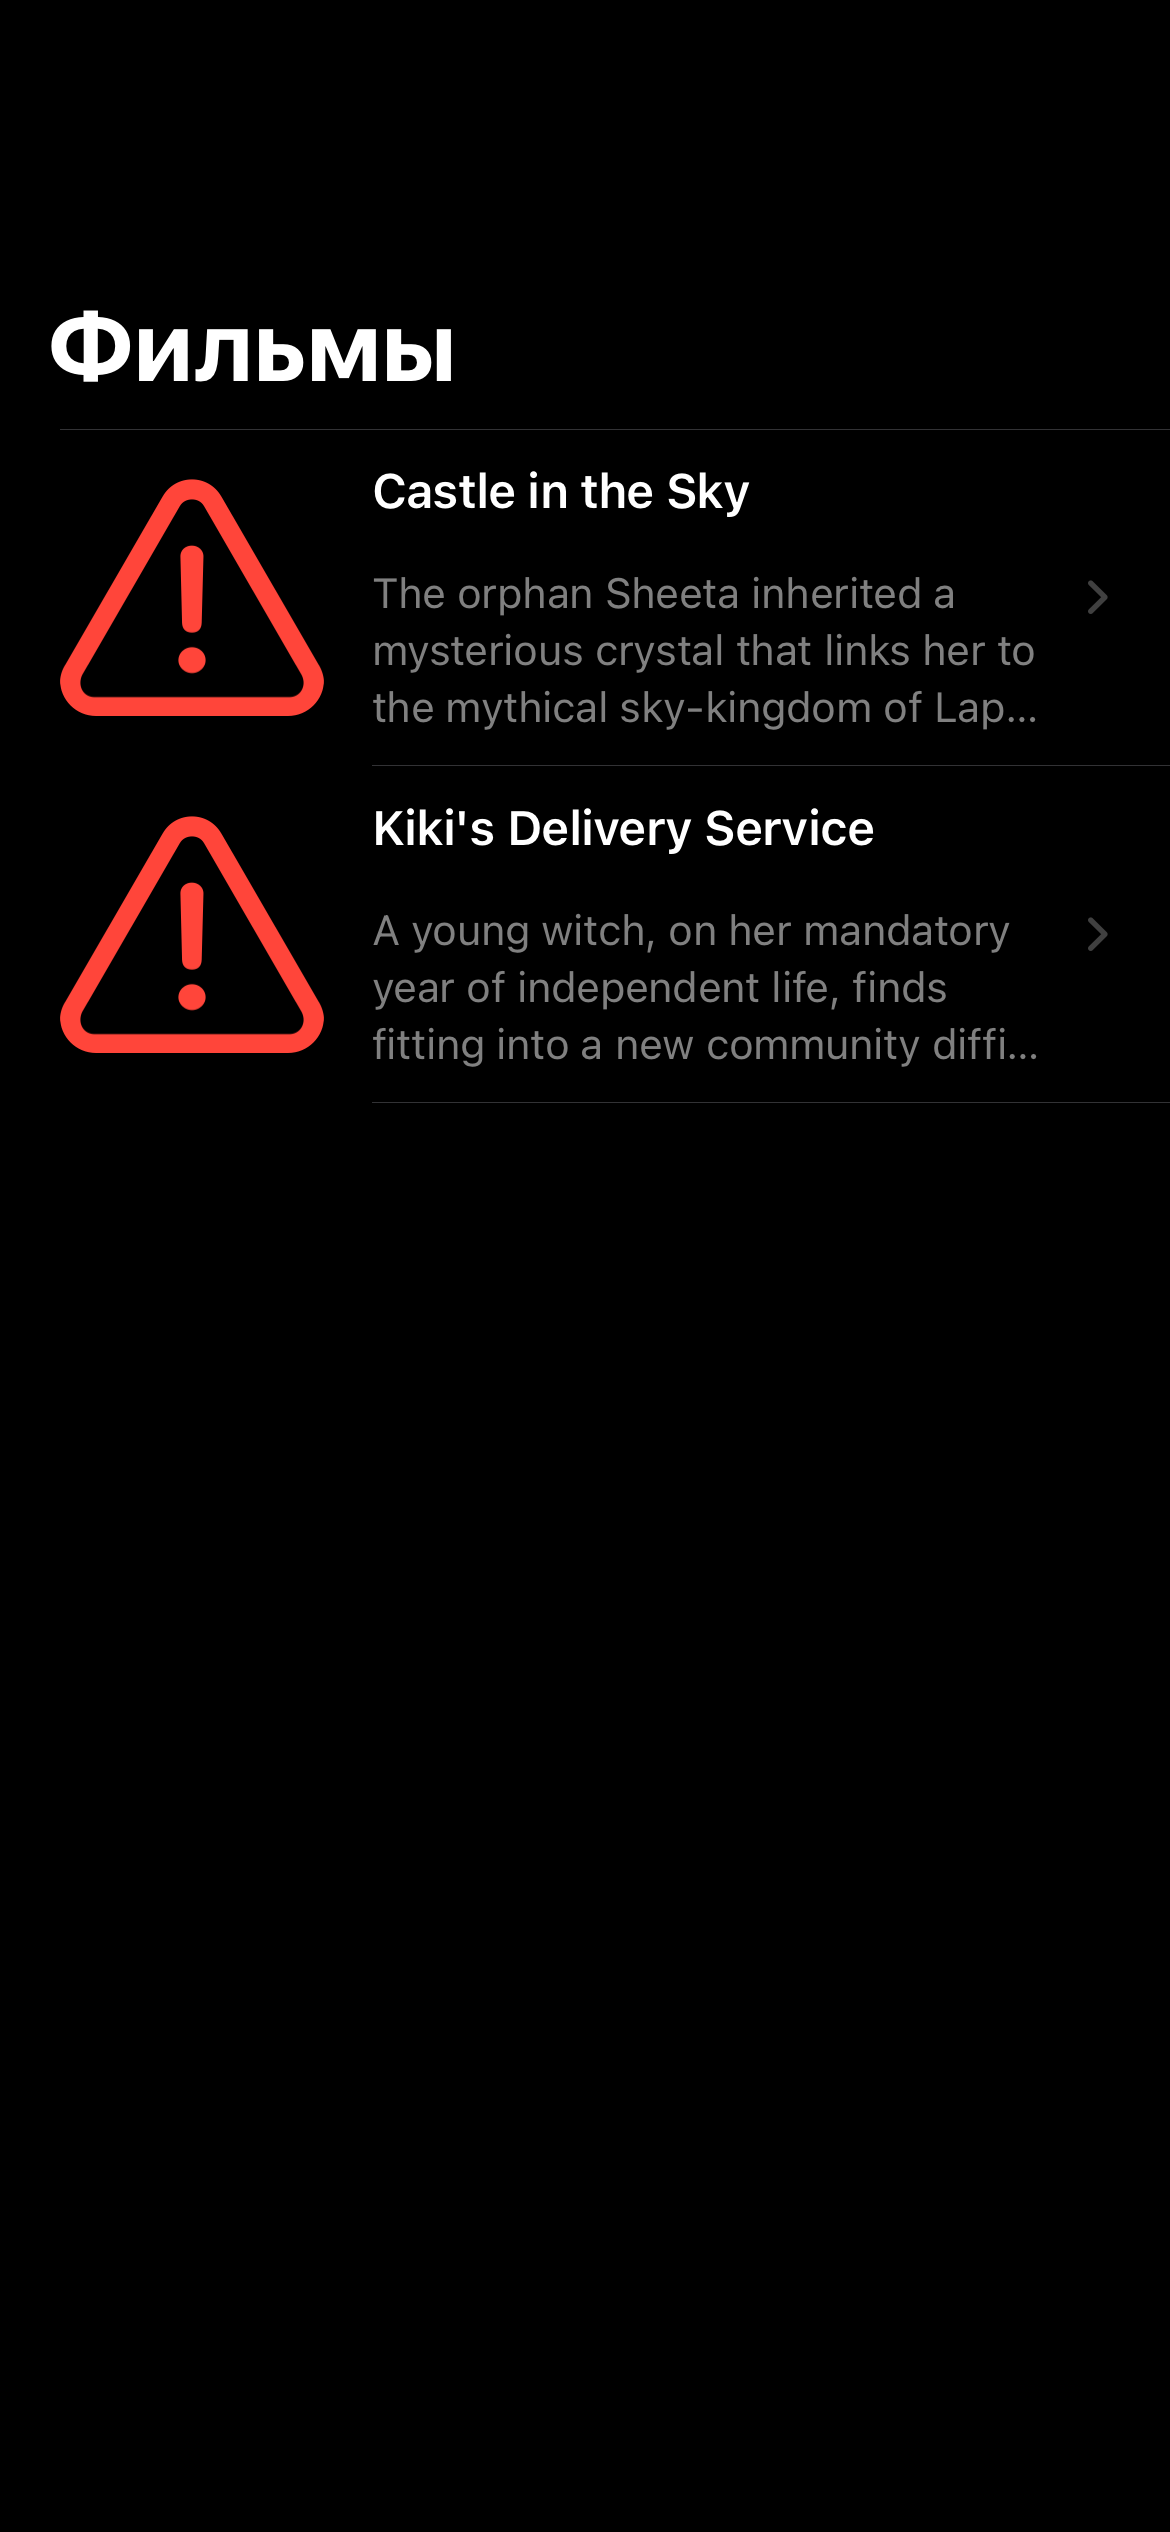 Фильмы
Castle in the Sky
The orphan Sheeta inherited a
mysterious crystal that links her to
the mythical sky-kingdom of Lap...
Kiki's Delivery Service
A young witch, on her mandatory
year of independent life, finds
fitting into a new community diffi...